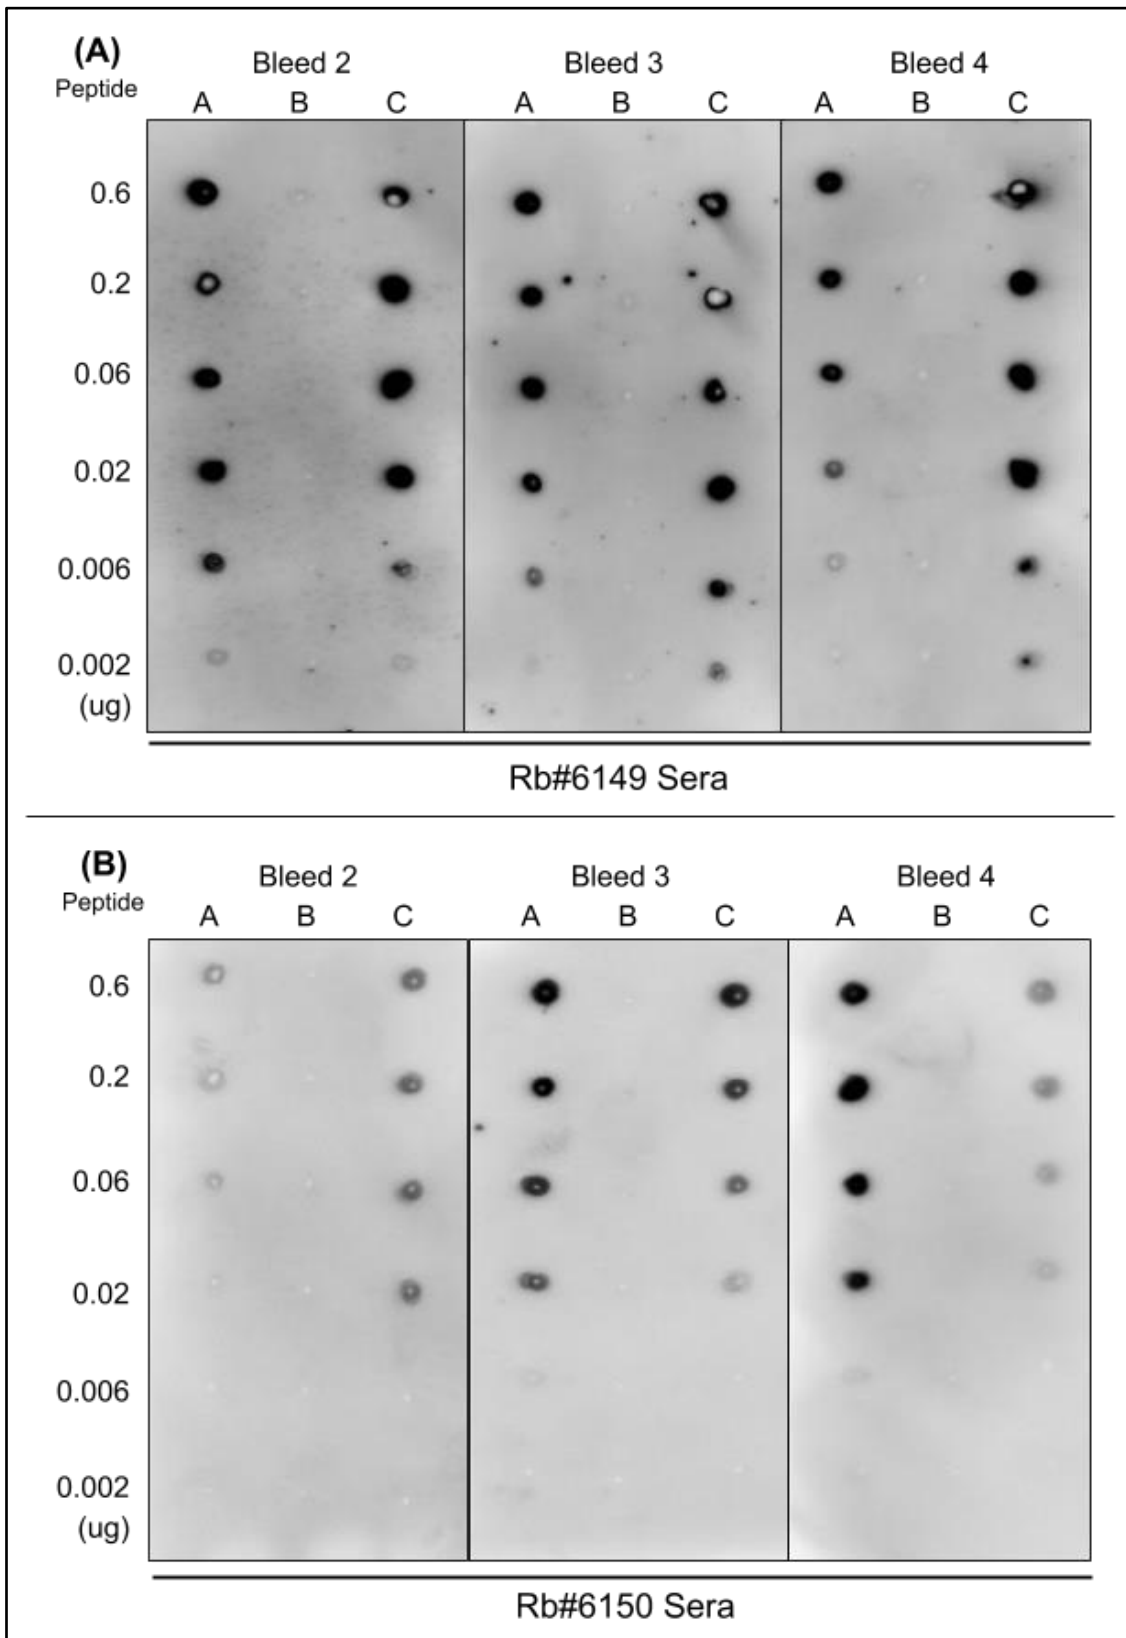 (A)
Peptide
Bleed 2 Bleed 3 Bleed 4
A B C A B C A B C
0.6
0.2
0.06
0.02
0.006
0.002
(ug)
Rb#6149 Sera
(B)
Peptide
Bleed 2 Bleed 3 Bleed 4
A B C A B C A B C
0.6
0.2
0.06
0.02
0.006
0.002
(ug)
Rb#6150 Sera